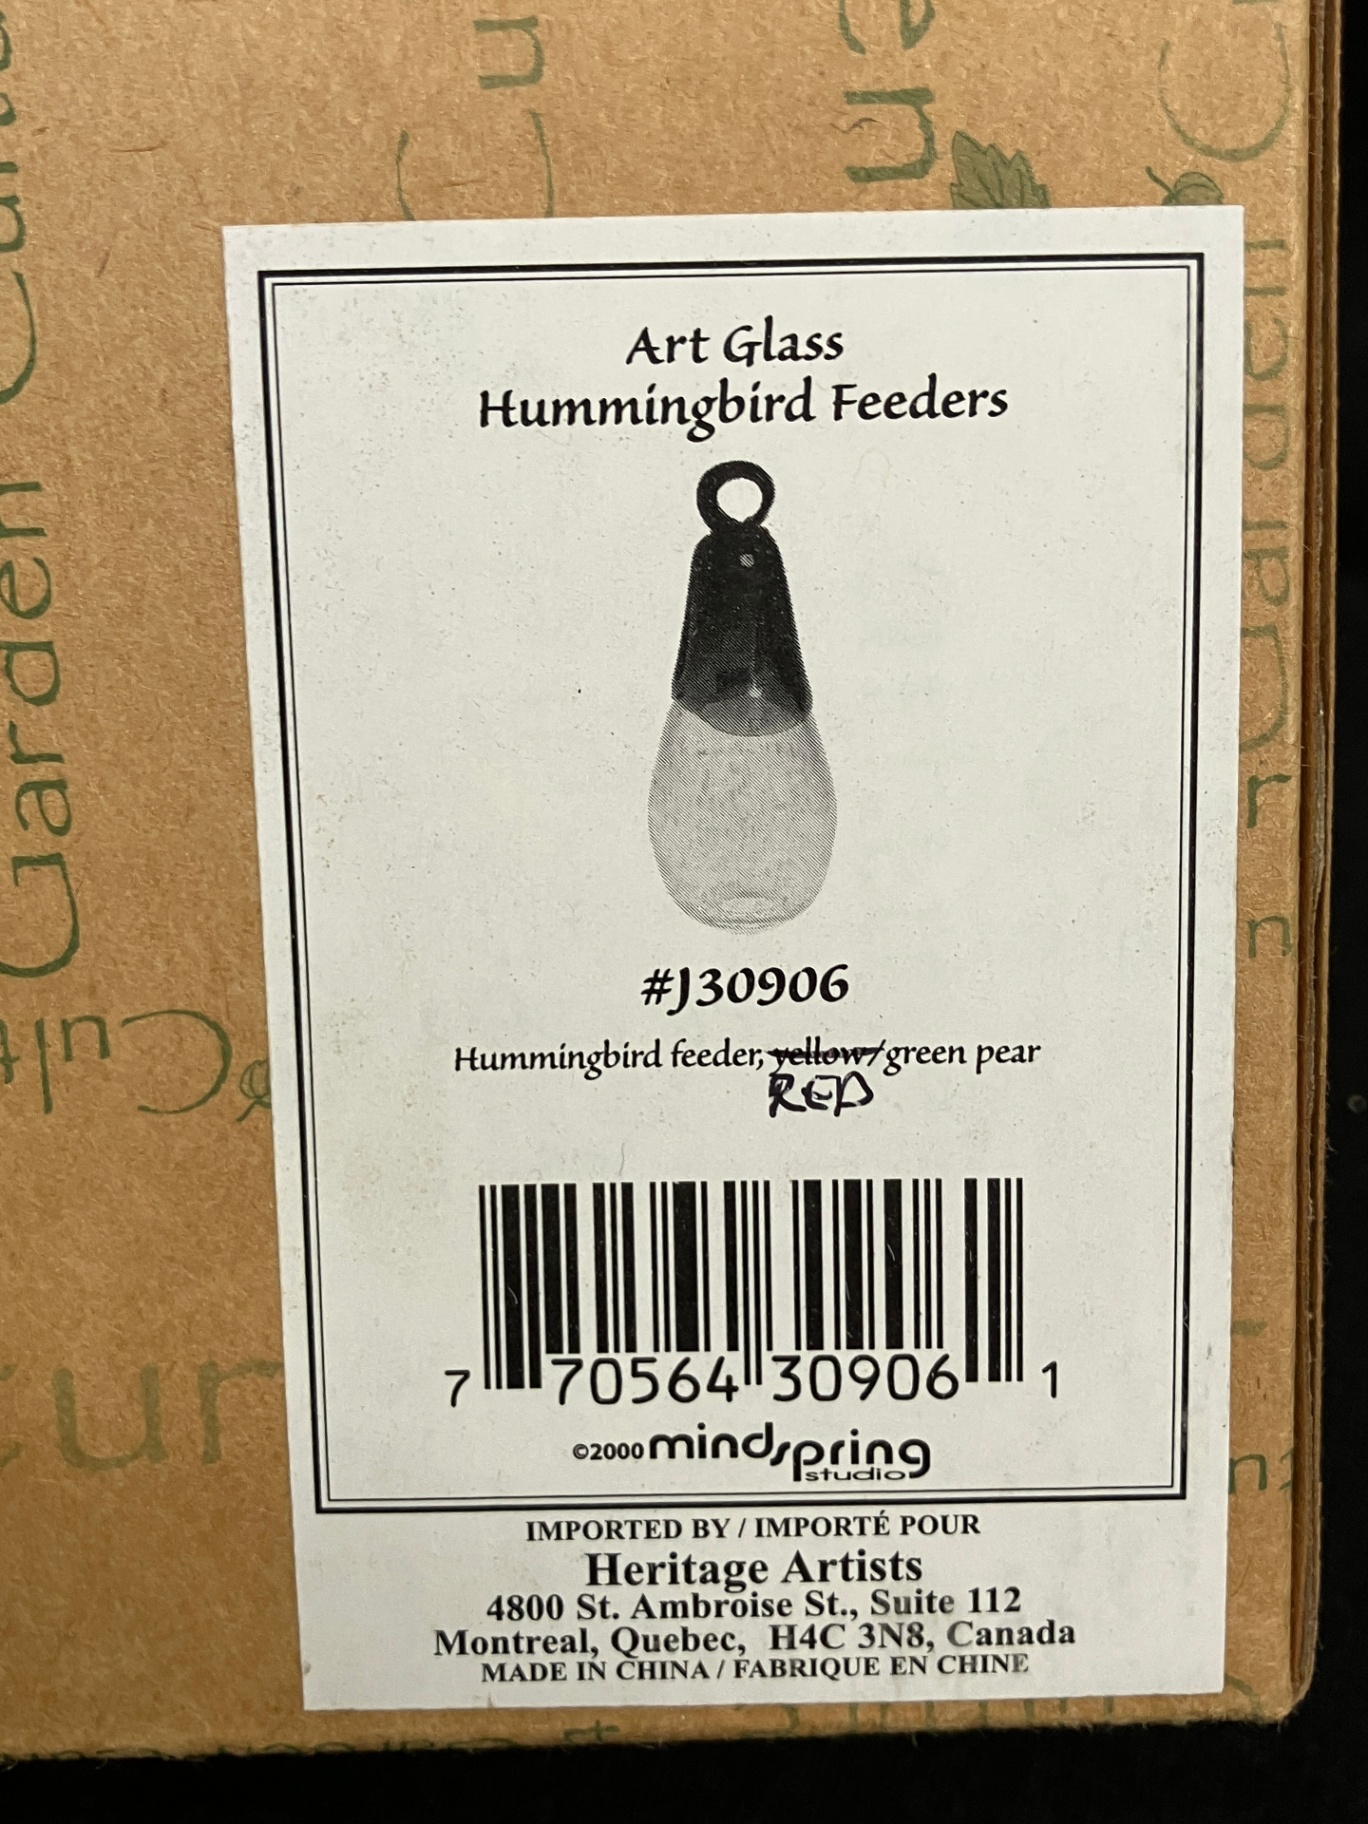 Art Glass
Hummingbird Feeders
#J30906
Hummingbird feeder, yellow/green pear
RED
7 70564 30906 1
©2000 mindspring
studio
IMPORTED BY / IMPORTÉ POUR
Heritage Artists
4800 St. Ambroise St., Suite 112
Montreal, Quebec, H4C 3N8, Canada
MADE IN CHINA / FABRIQUE EN CHINE
Garden
Garden